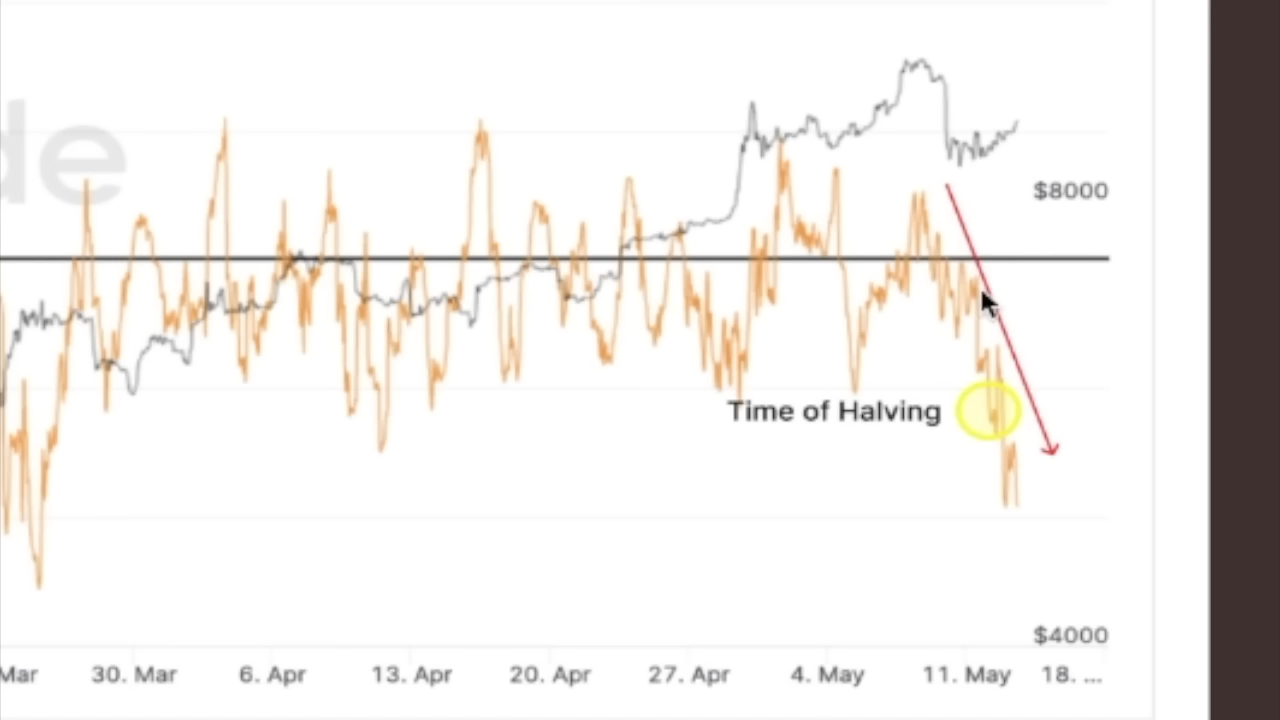 de
$8000
Time of Halving
$4000
Mar
30. Mar
6. Apr
13. Apr
20. Apr
27. Apr
4. May
11. May
18. ...